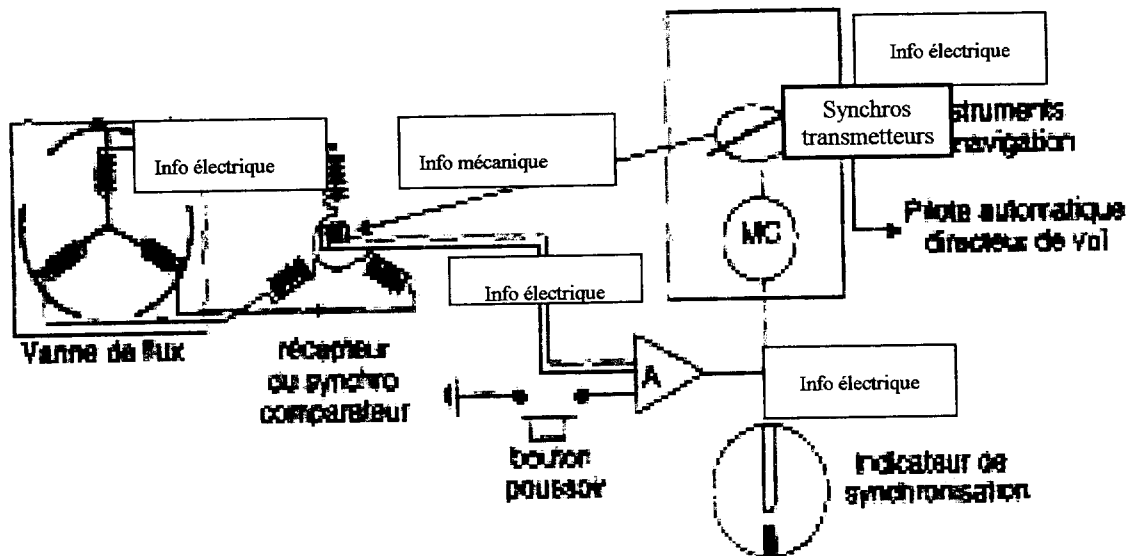 Info électrique
Synchros
transmetteurs
struments
navigation
Info électrique
Info mécanique
Pilote automatique
directeur de vol
MC
Info électrique
Vanne de flux
récepteur
ou synchro
comparateur
A
Info électrique
bouton
poussoir
indicateur de
synchronisation